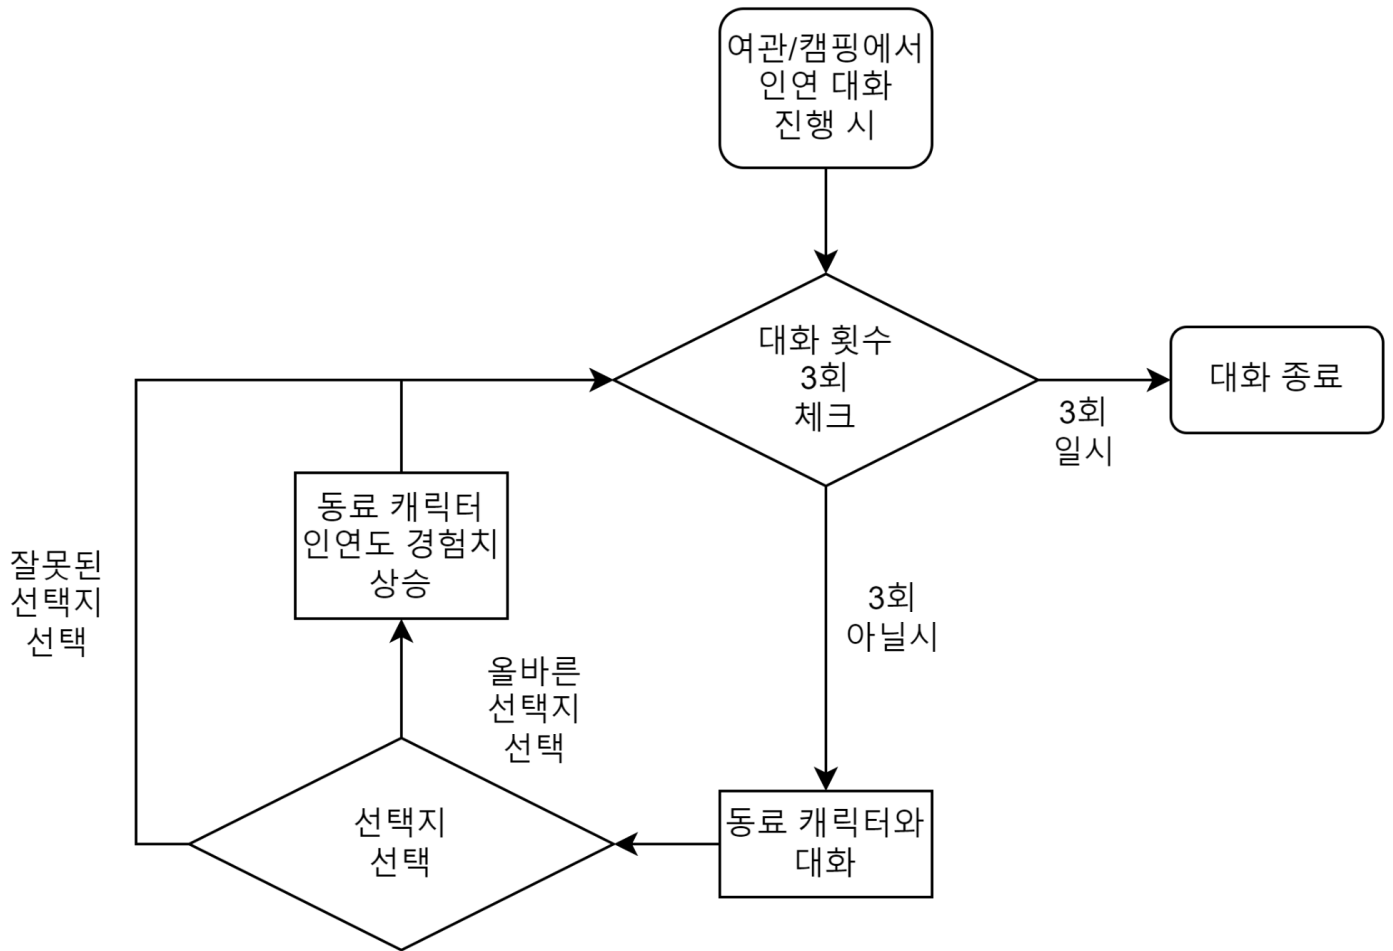 여관/캠핑에서
인연 대화
진행 시
대화 횟수
3회
체크
3회
일시
대화 종료
동료 캐릭터
인연도 경험치
상승
잘못된
선택지
선택
3회
아닐시
올바른
선택지
선택
선택지
선택
동료 캐릭터와
대화